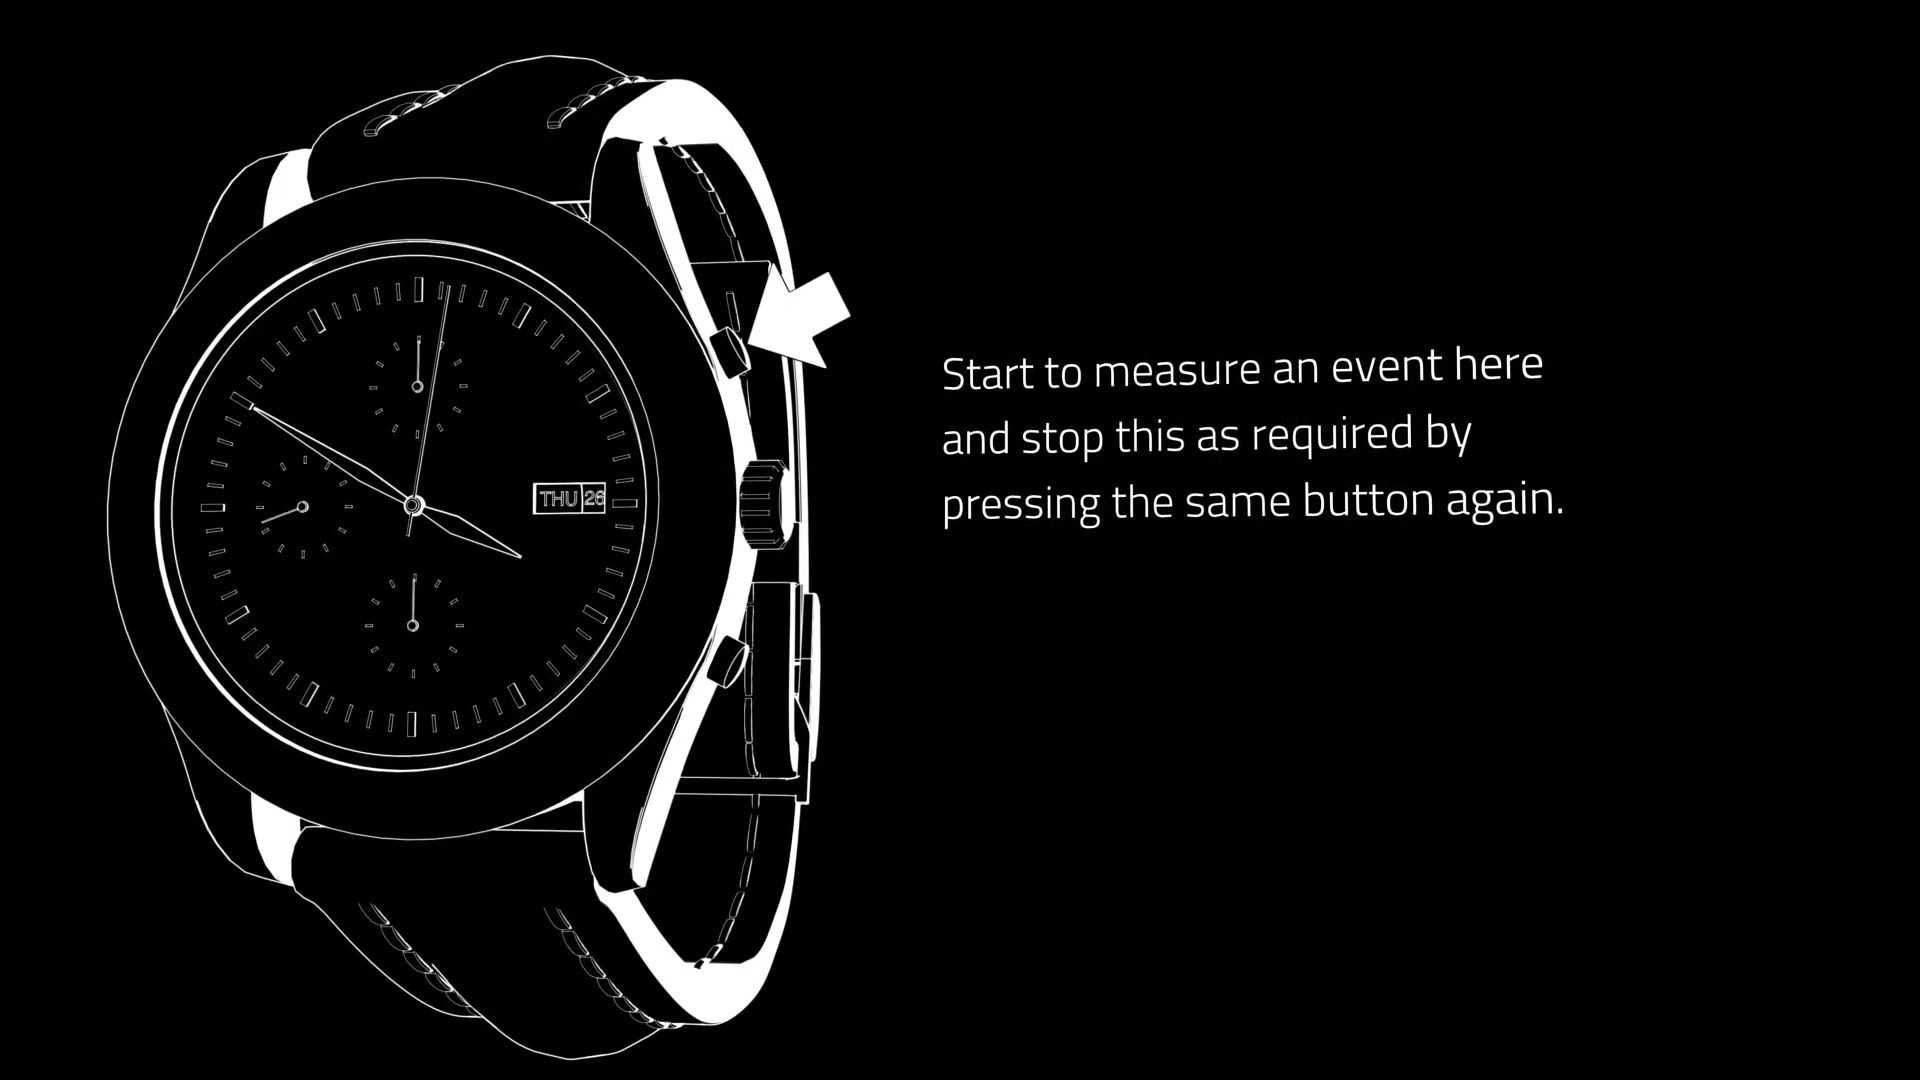 THU 26
Start to measure an event here
and stop this as required by
pressing the same button again.